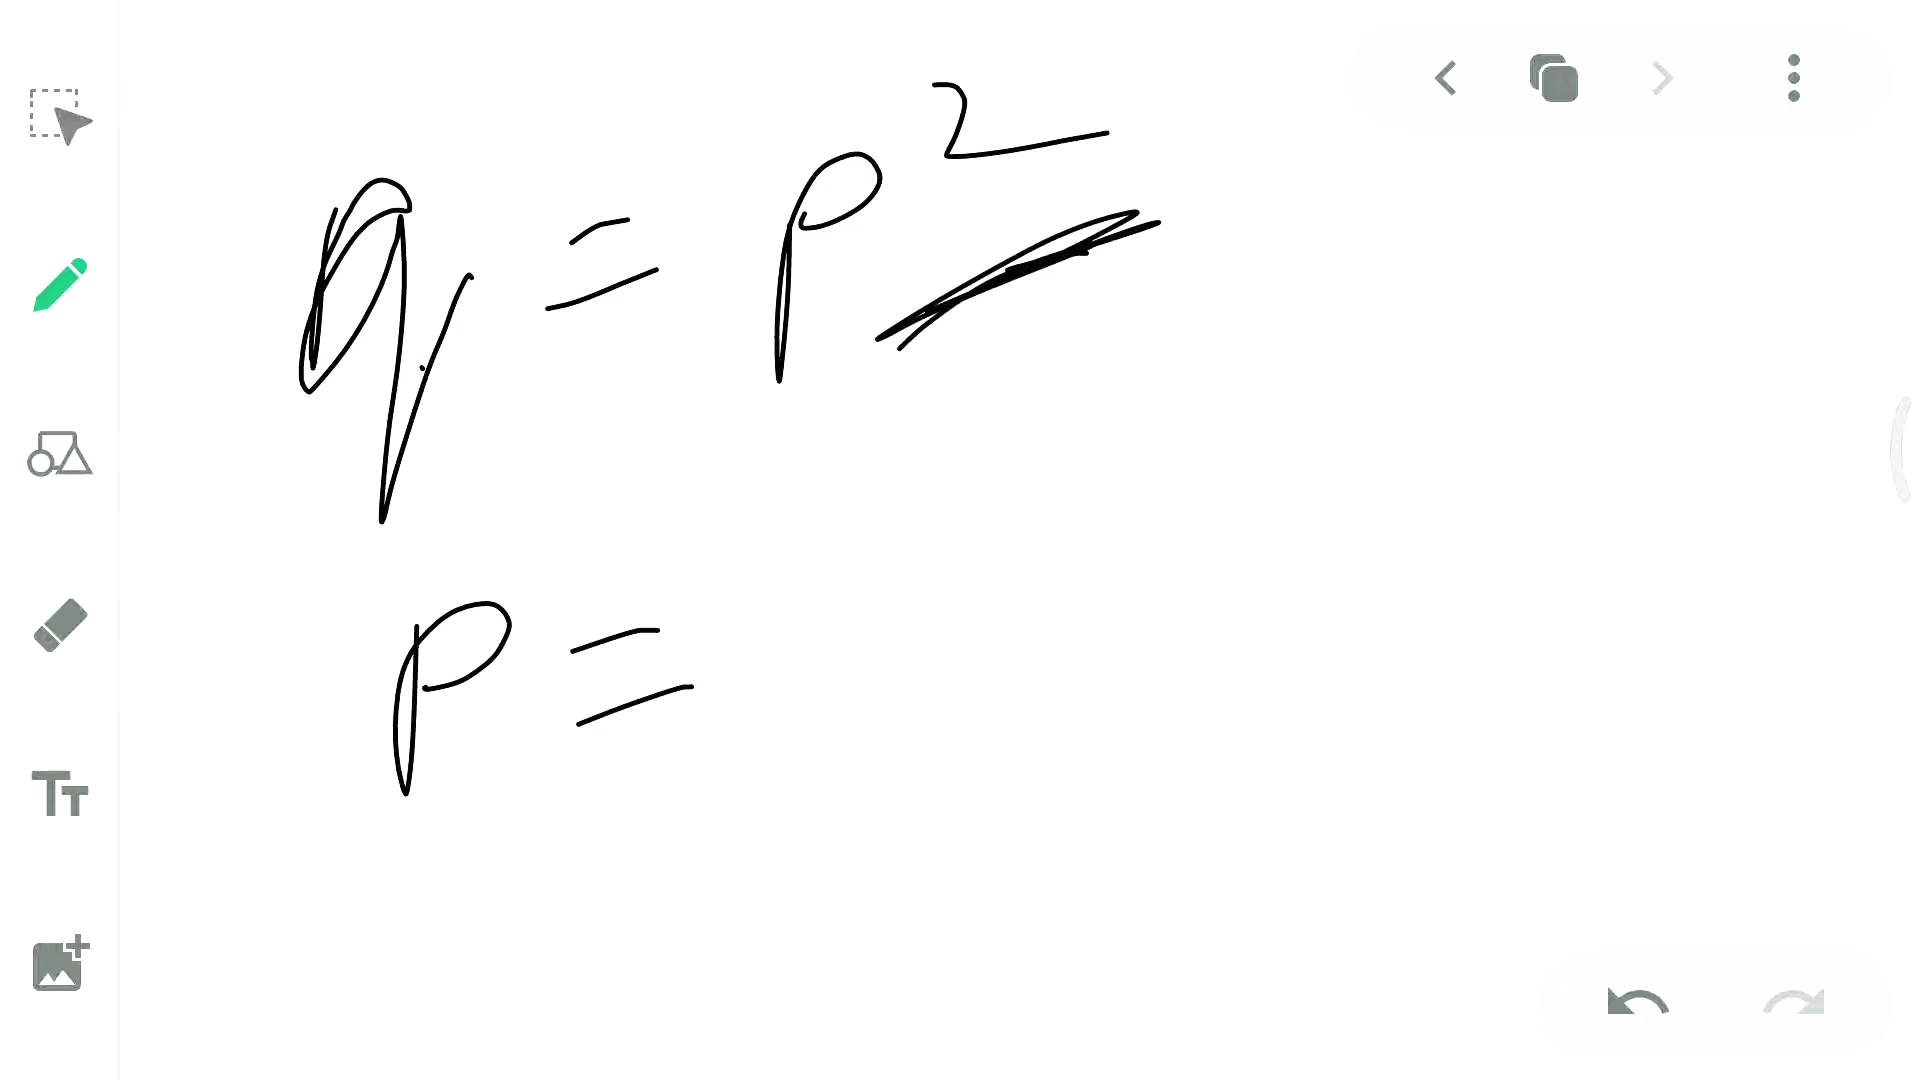 q = p²
p =